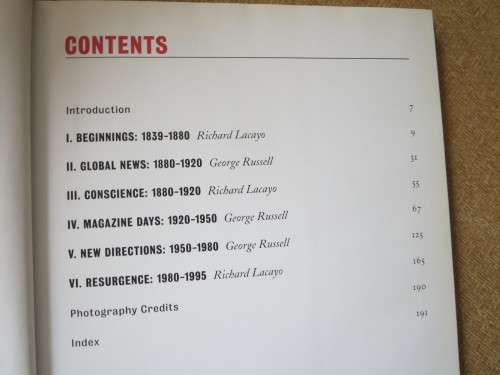 CONTENTS
Introduction 7
I. BEGINNINGS: 1839-1880 Richard Lacayo 9
II. GLOBAL NEWS: 1880-1920 George Russell 31
III. CONSCIENCE: 1880-1920 Richard Lacayo 55
IV. MAGAZINE DAYS: 1920-1950 George Russell 67
V. NEW DIRECTIONS: 1950-1980 George Russell 125
VI. RESURGENCE: 1980-1995 Richard Lacayo 165
Photography Credits 190
Index 191